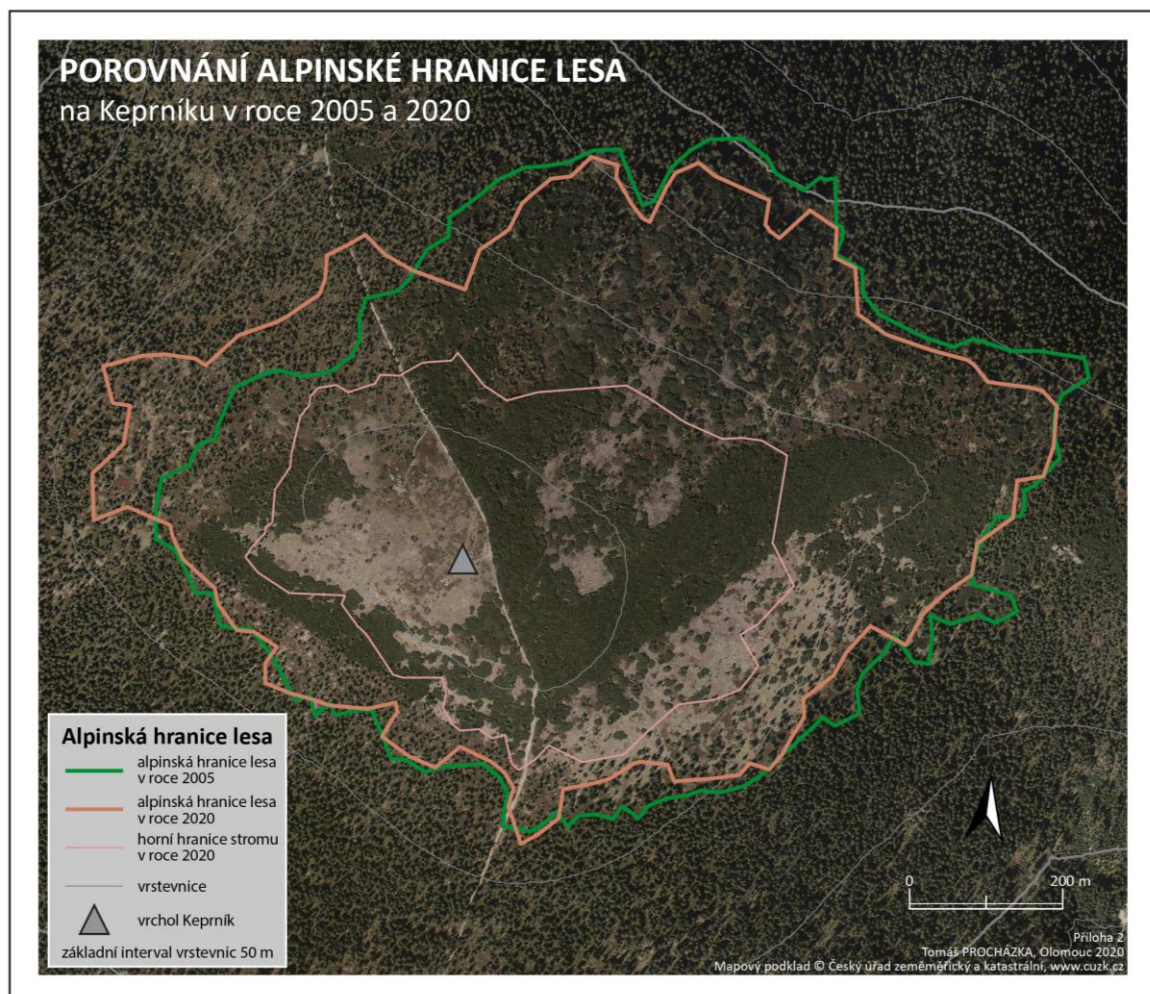 POROVNÁNÍ ALPINSKÉ HRANICE LESA
na Keprníku v roce 2005 a 2020
Alpinská hranice lesa
alpinská hranice lesa
v roce 2005
alpinská hranice lesa
v roce 2020
horní hranice stromu
v roce 2020
vrstevnice
vrchol Keprník
základní interval vrstevnic 50 m
0 200 m
Příloha 2
Tomáš PROCHÁZKA, Olomouc 2020
Mapový podklad © Český úřad zeměměřický a katastrální, www.cuzk.cz